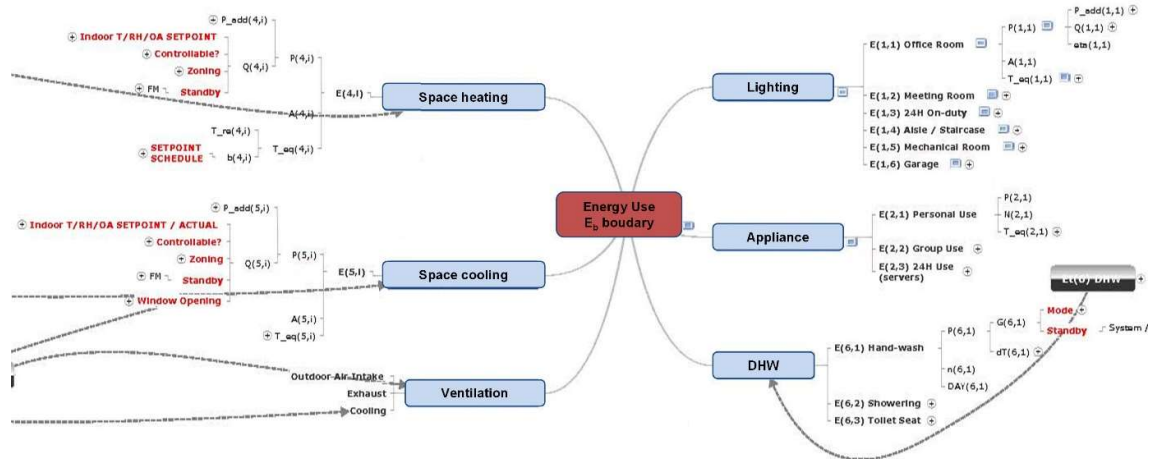 P_add(4,i)
Indoor T/RH/OA SETPOINT
Controllable?
Q(4,i)
Zoning
FM
Standby
P(4,i)
E(4,i)
A(4,i)
T_re(4,i)
SETPOINT
SCHEDULE
b(4,i)
T_eq(4,i)
Space heating
P_add(5,i)
Indoor T/RH/OA SETPOINT / ACTUAL
Controllable?
Zoning
Q(5,i)
FM
Standby
Window Opening
P(5,i)
E(5,i)
A(5,i)
T_eq(5,i)
Space cooling
Outdoor Air Intake
Exhaust
Cooling
Ventilation
Energy Use
Eb boudary
Lighting
E(1,1) Office Room
P(1,1)
P_add(1,1)
Q(1,1)
eta(1,1)
A(1,1)
T_eq(1,1)
E(1,2) Meeting Room
E(1,3) 24H On-duty
E(1,4) Aisle / Staircase
E(1,5) Mechanical Room
E(1,6) Garage
Appliance
E(2,1) Personal Use
P(2,1)
N(2,1)
T_eq(2,1)
E(2,2) Group Use
E(2,3) 24H Use
(servers)
Et(6) DHW
DHW
E(6,1) Hand-wash
P(6,1)
G(6,1)
Mode
Standby
System /
dT(6,1)
n(6,1)
DAY(6,1)
E(6,2) Showering
E(6,3) Toilet Seat